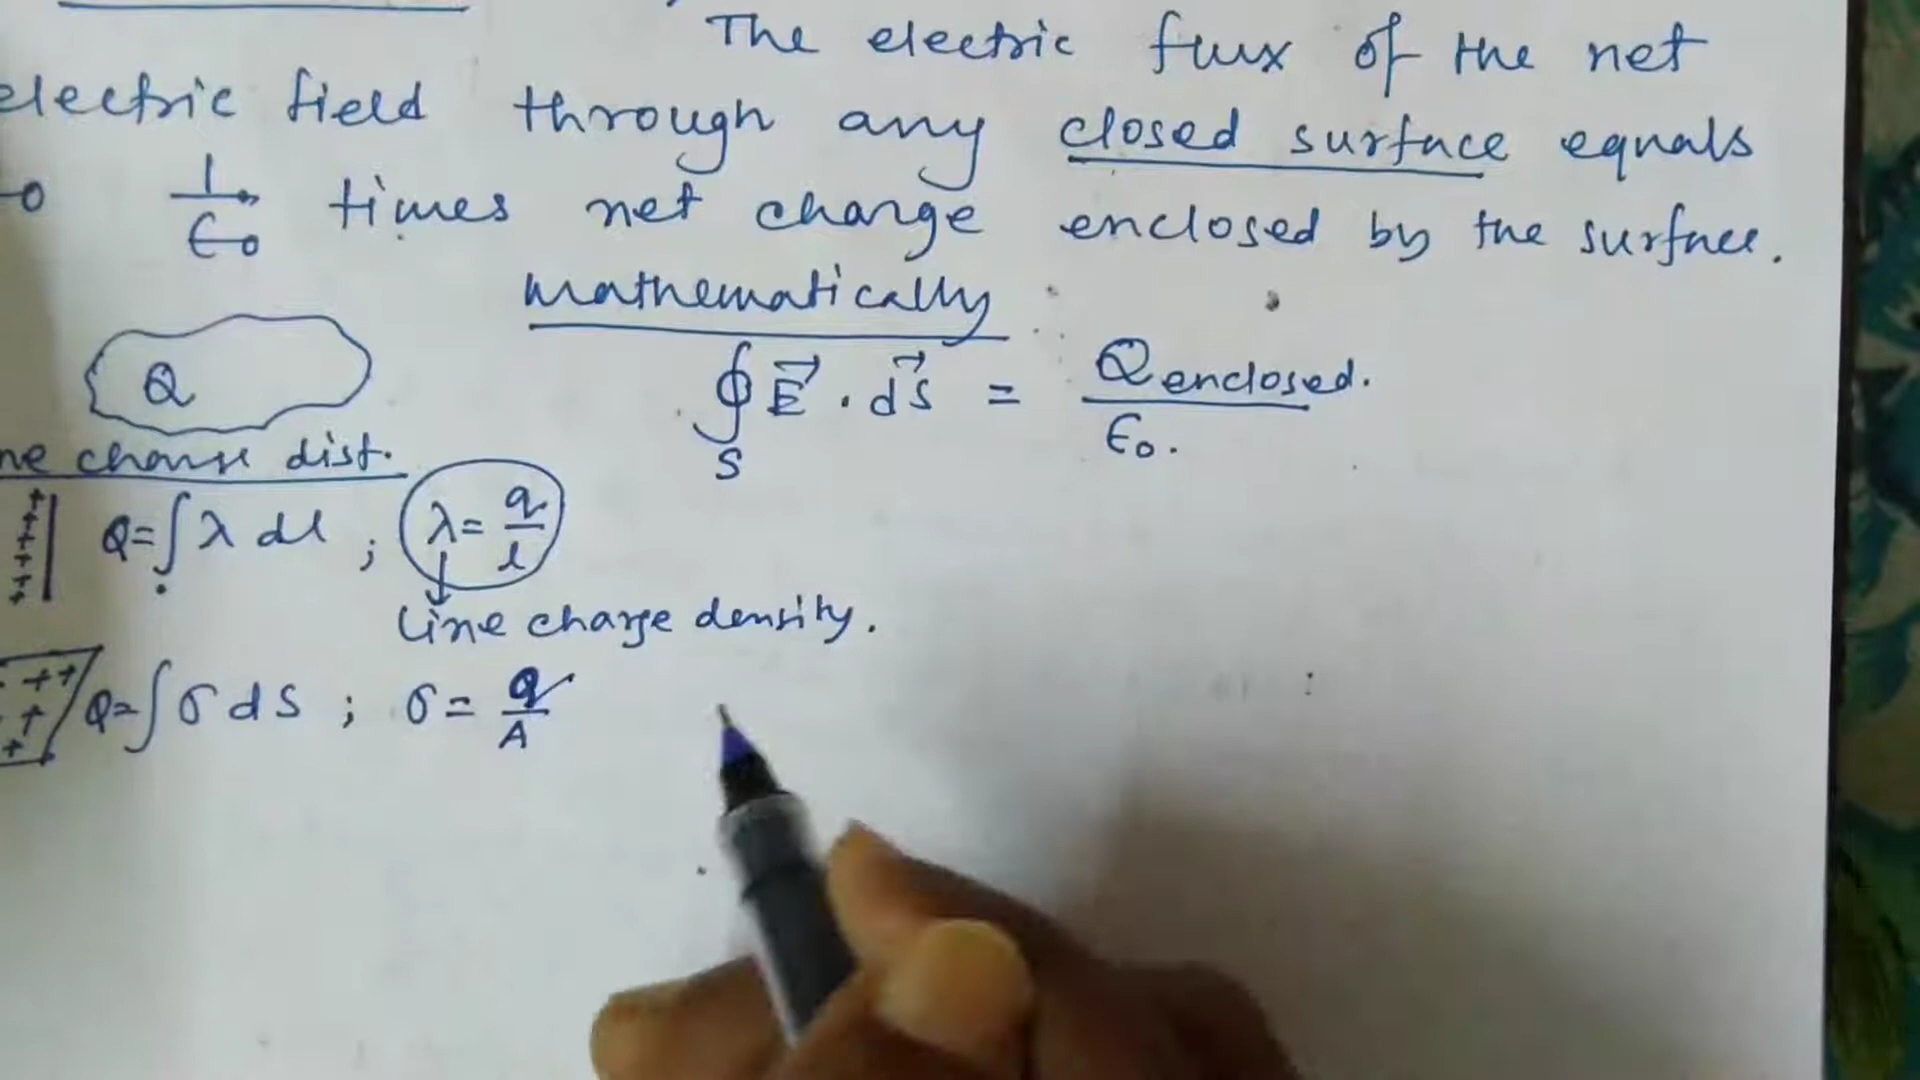 The electric flux of the net
electric field through any closed surface equals
1/ϵ0 times net charge enclosed by the surface.
mathematically
∮S E⃗ . dS⃗ = Qenclosed. / ϵ0.
Q
charge dist.
Q=∫λ dl ; λ= q/l
line charge density.
Q=∫σ dS ; σ= q/A